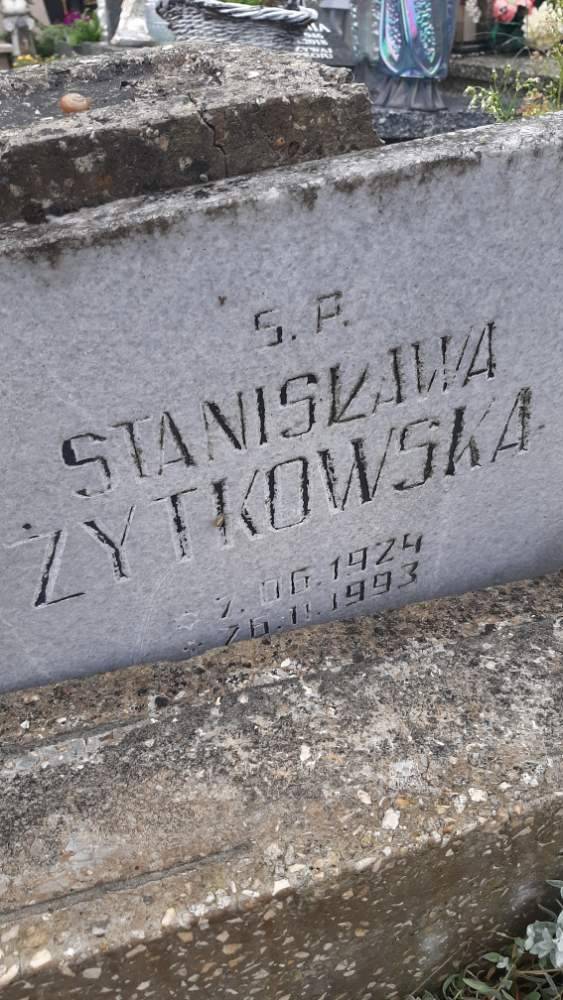 S. P.
STANISŁAWA
ŻYTKOWSKA
7.06.1924
26.11.1993